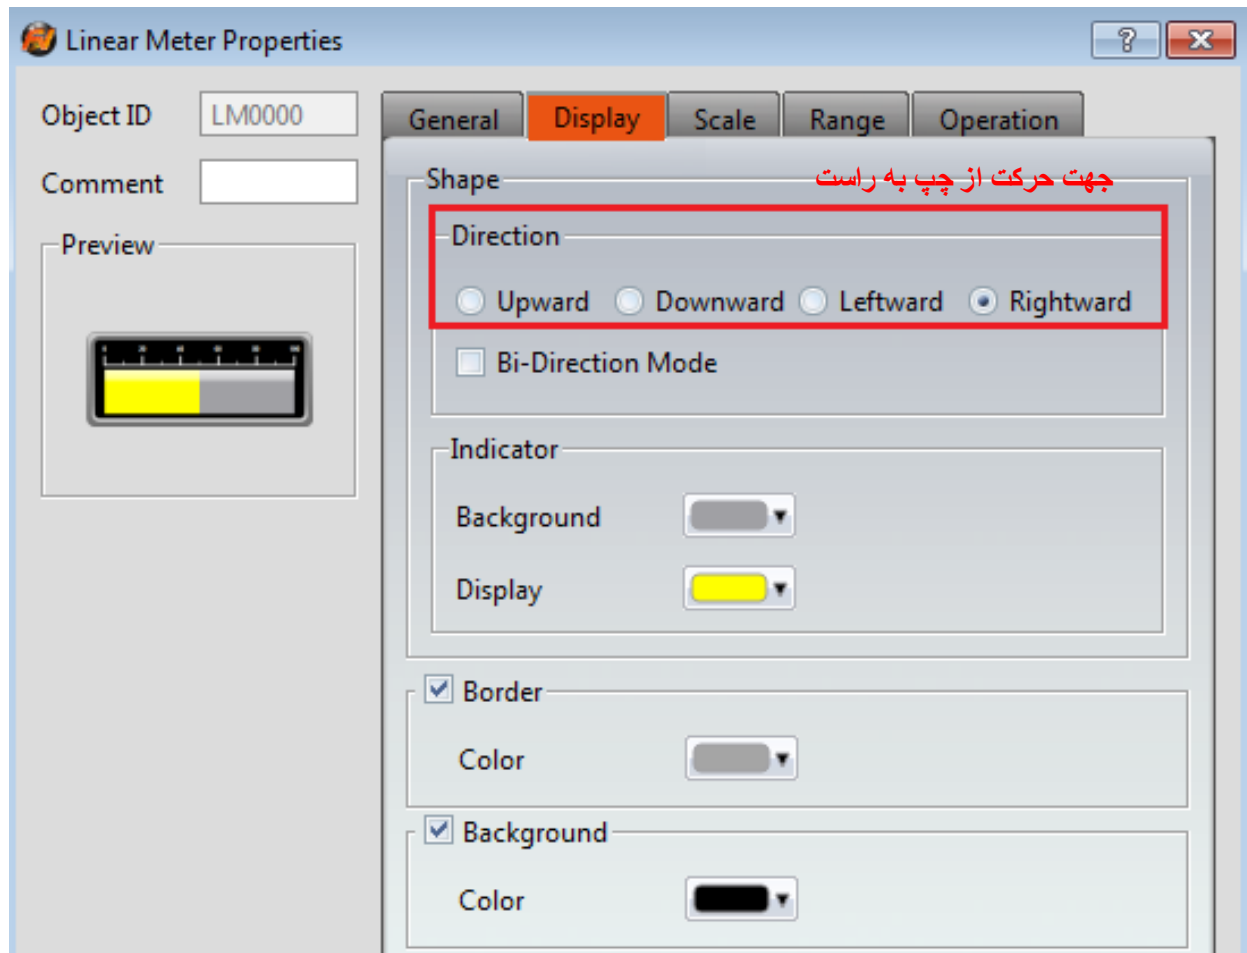 Linear Meter Properties
Object ID LM0000
Comment
Preview
General Display Scale Range Operation
Shape
جهت حرکت از چپ به راست
Direction
Upward Downward Leftward Rightward
Bi-Direction Mode
Indicator
Background
Display
Border
Color
Background
Color